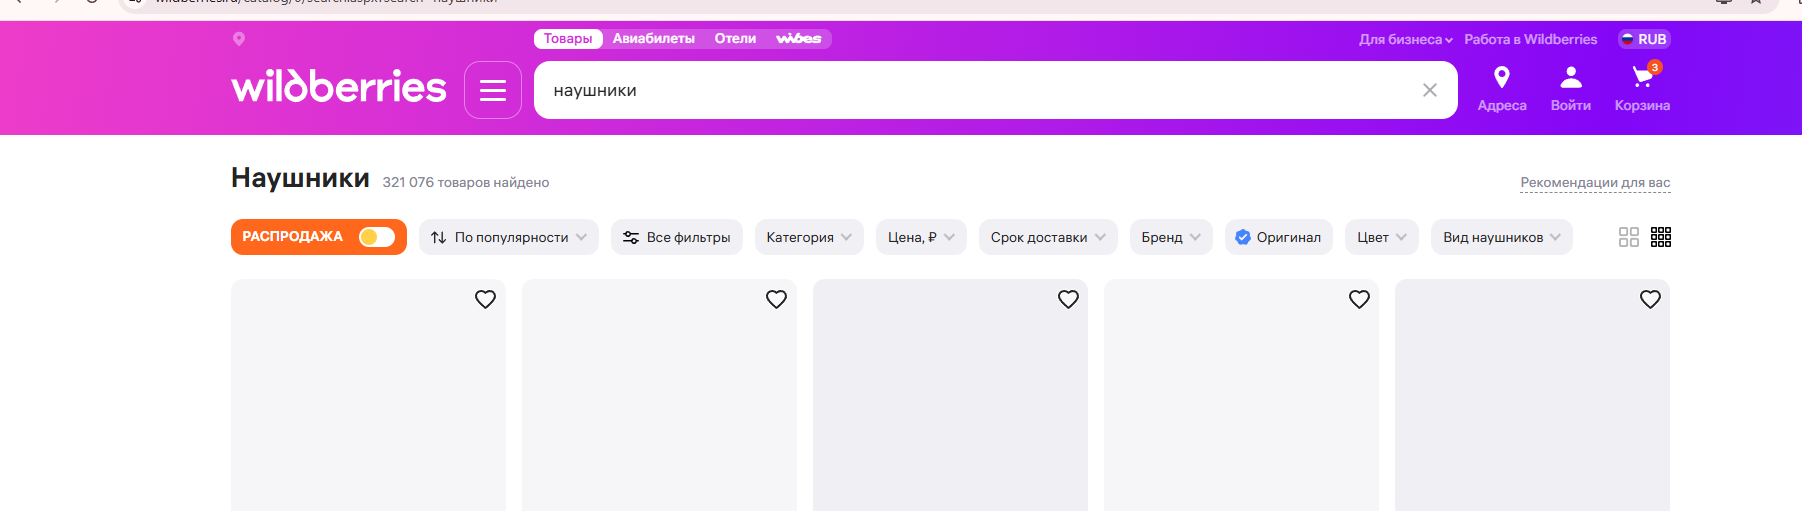 Товары Авиабилеты Отели wibes Для бизнеса Работа в Wildberries RUB
wildberries наушники 3
Адреса Войти Корзина
Наушники 321 076 товаров найдено Рекомендации для вас
РАСПРОДАЖА По популярности Все фильтры Категория Цена, ₽ Срок доставки Бренд Оригинал Цвет Вид наушников